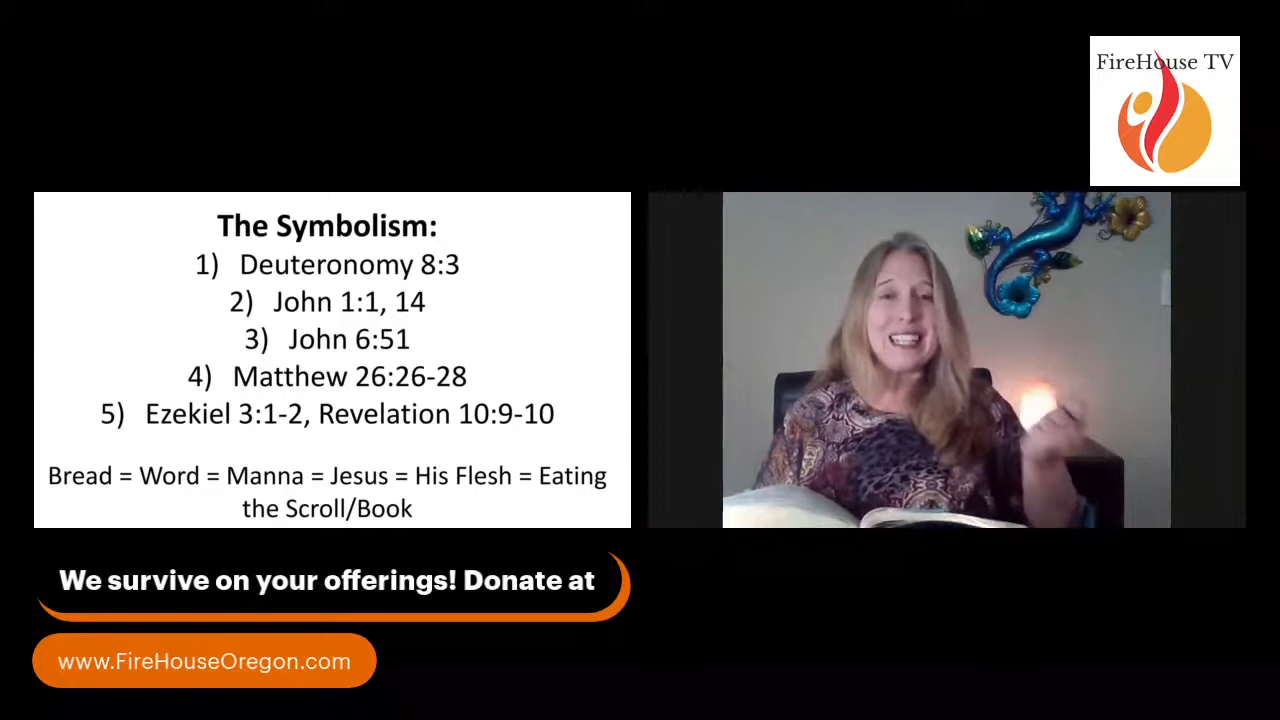 FireHouse TV
The Symbolism:
1) Deuteronomy 8:3
2) John 1:1, 14
3) John 6:51
4) Matthew 26:26-28
5) Ezekiel 3:1-2, Revelation 10:9-10
Bread = Word = Manna = Jesus = His Flesh = Eating
the Scroll/Book
We survive on your offerings! Donate at
www.FireHouseOregon.com